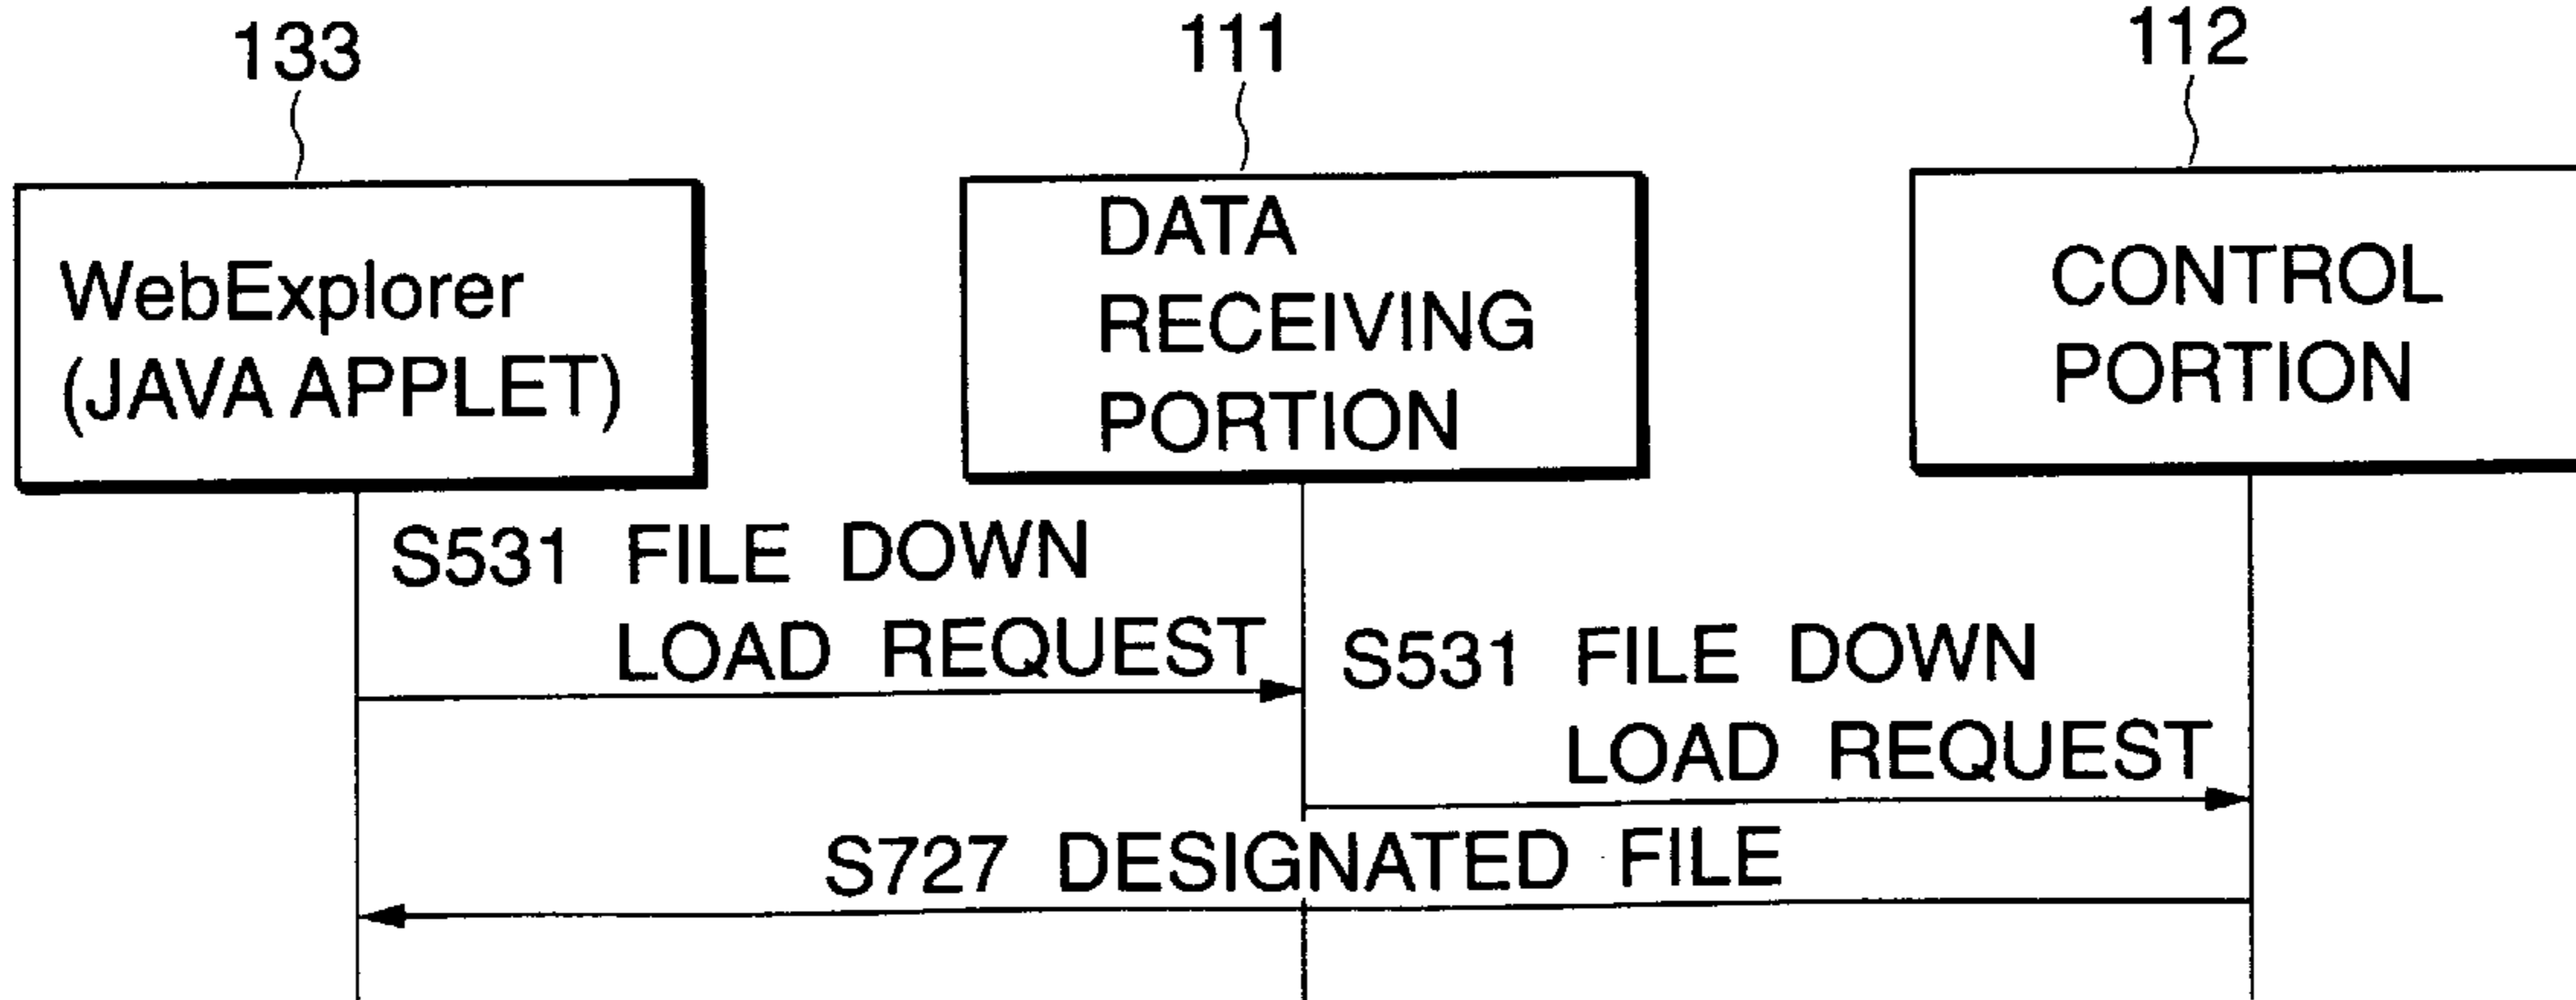 133
111
112
WebExplorer
(JAVA APPLET)
DATA
RECEIVING
PORTION
CONTROL
PORTION
S531 FILE DOWN
LOAD REQUEST
S531 FILE DOWN
LOAD REQUEST
S727 DESIGNATED FILE